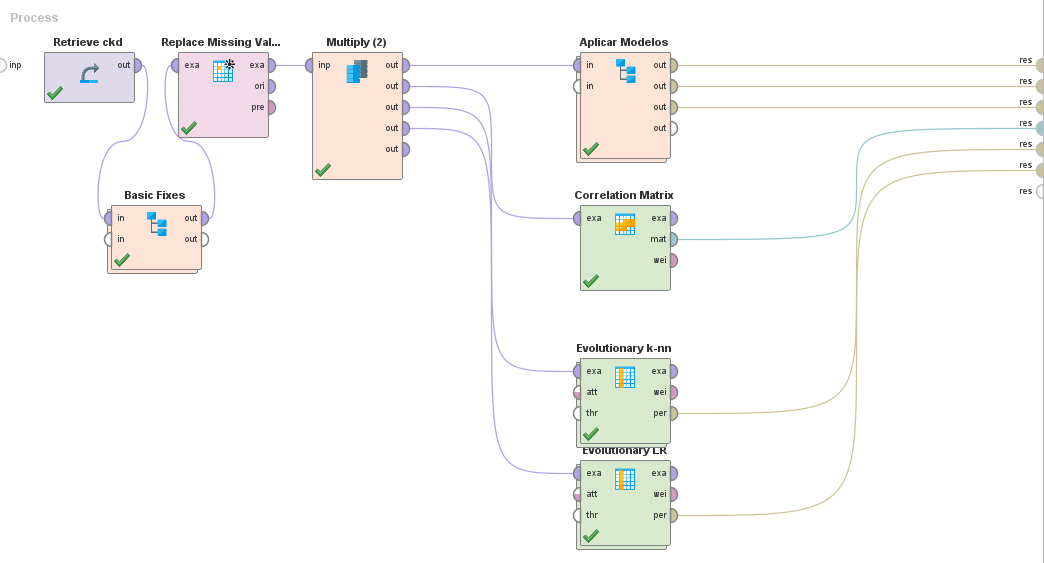 Process
inp
Retrieve ckd
out
Replace Missing Val...
exa exa
ori
pre
Multiply (2)
inp out
out
out
out
out
Basic Fixes
in out
in out
Aplicar Modelos
in out
in out
out
out
Correlation Matrix
exa exa
mat
wei
Evolutionary k-nn
exa exa
att wei
thr per
Evolutionary LR
exa exa
att wei
thr per
res
res
res
res
res
res
res